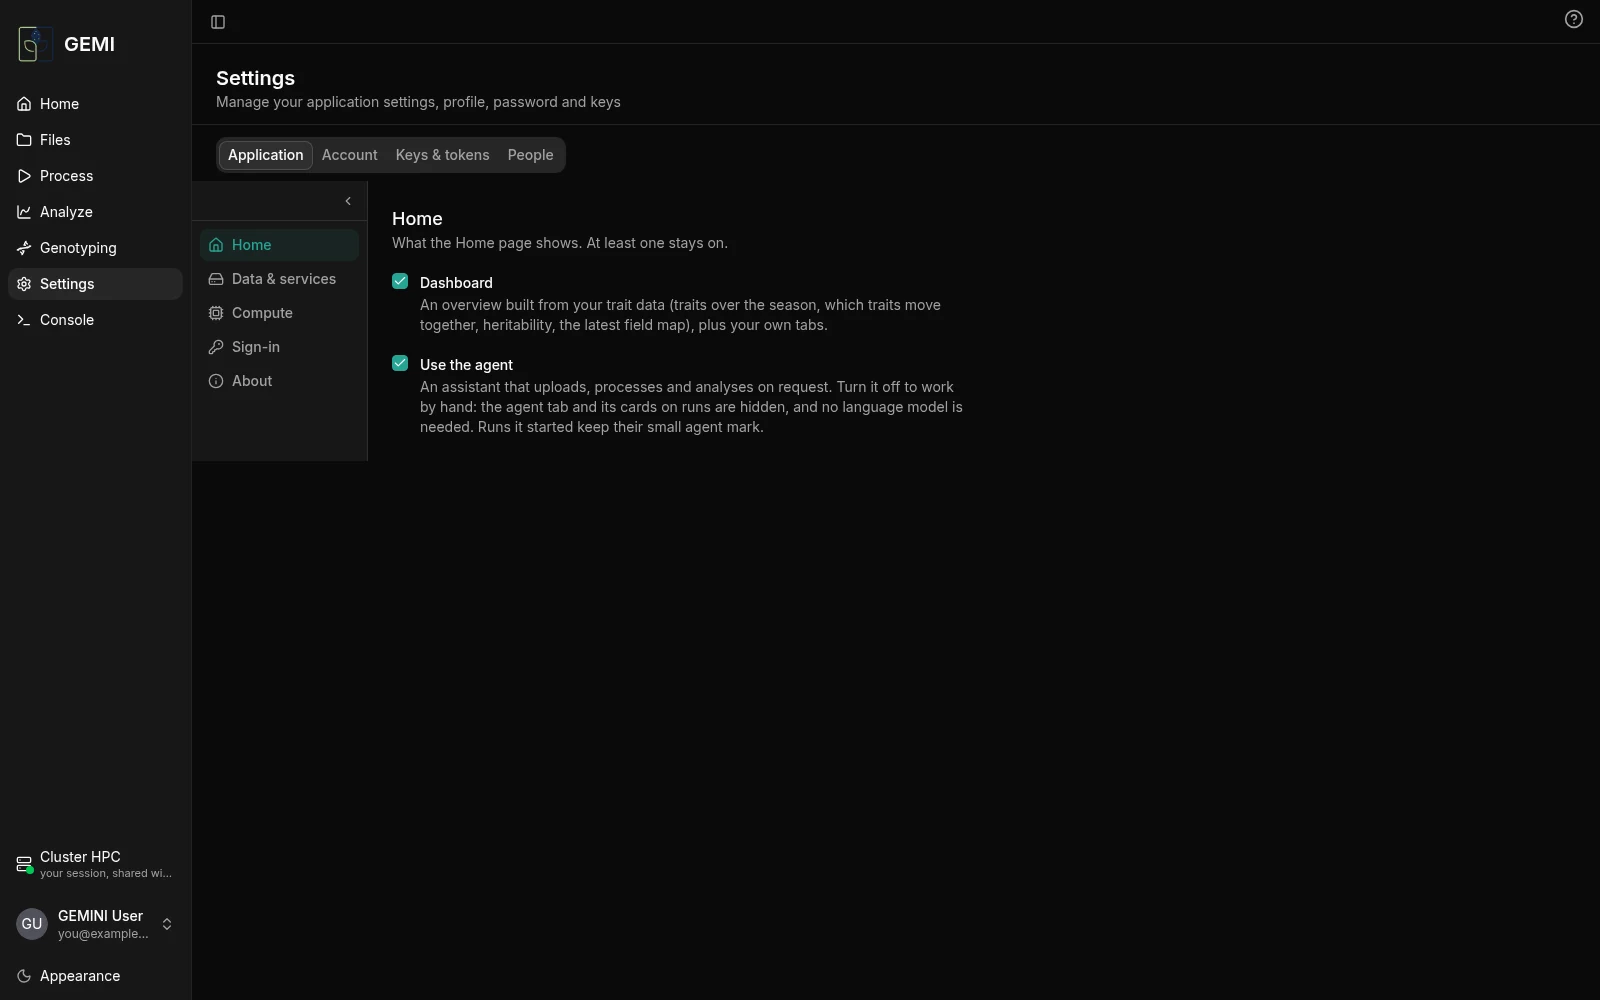 GEMI
Home
Files
Process
Analyze
Genotyping
Settings
Console
Cluster HPC
your session, shared wi...
GU
GEMINI User
you@example...
Appearance
Settings
Manage your application settings, profile, password and keys
Application
Account
Keys & tokens
People
Home
Data & services
Compute
Sign-in
About
Home
What the Home page shows. At least one stays on.
Dashboard
An overview built from your trait data (traits over the season, which traits move
together, heritability, the latest field map), plus your own tabs.
Use the agent
An assistant that uploads, processes and analyses on request. Turn it off to work
by hand: the agent tab and its cards on runs are hidden, and no language model is
needed. Runs it started keep their small agent mark.